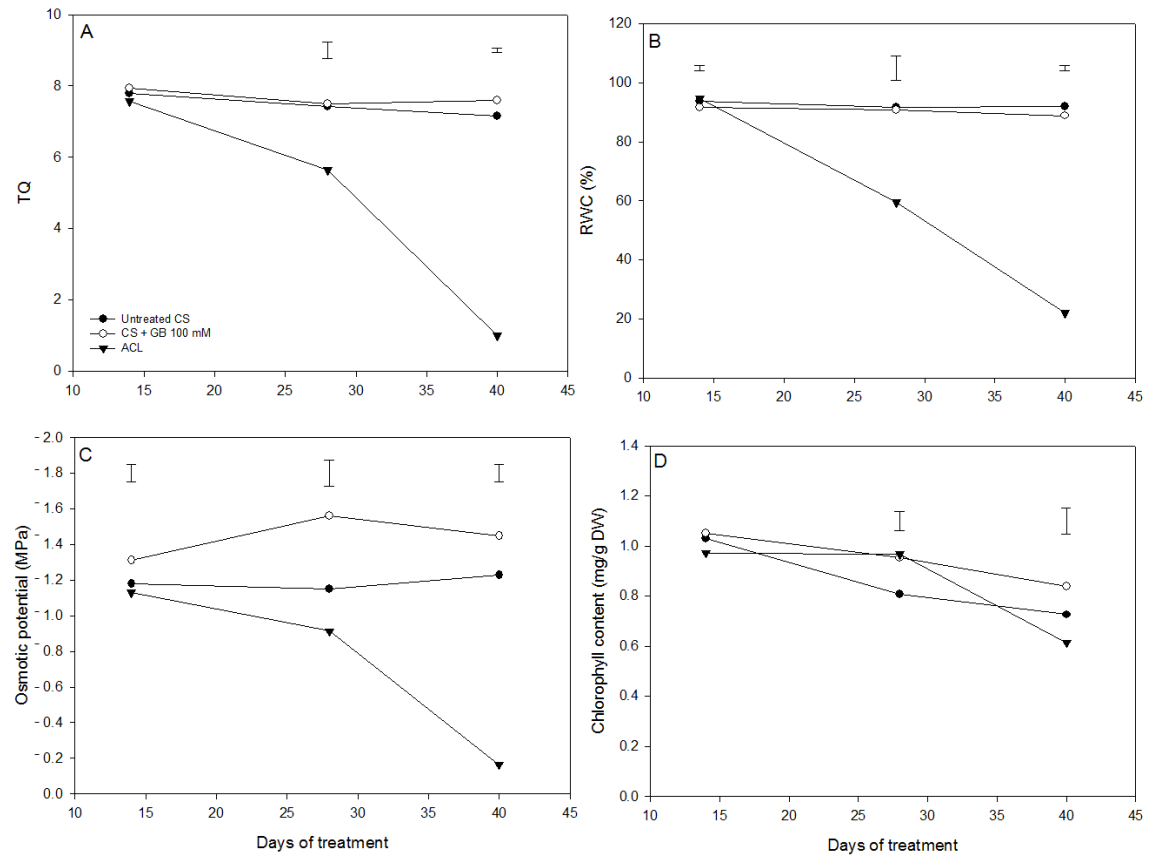 A
10
8
6
4
2
0
TQ
Untreated CS
CS + GB 100 mM
ACL
10 15 20 25 30 35 40 45
B
120
100
80
60
40
20
0
RWC (%)
10 15 20 25 30 35 40 45
C
- 2.0
- 1.8
- 1.6
- 1.4
- 1.2
- 1.0
- 0.8
- 0.6
- 0.4
- 0.2
0.0
Osmotic potential (MPa)
10 15 20 25 30 35 40 45
Days of treatment
D
1.4
1.2
1.0
0.8
0.6
0.4
0.2
0.0
Chlorophyll content (mg/g DW)
10 15 20 25 30 35 40 45
Days of treatment